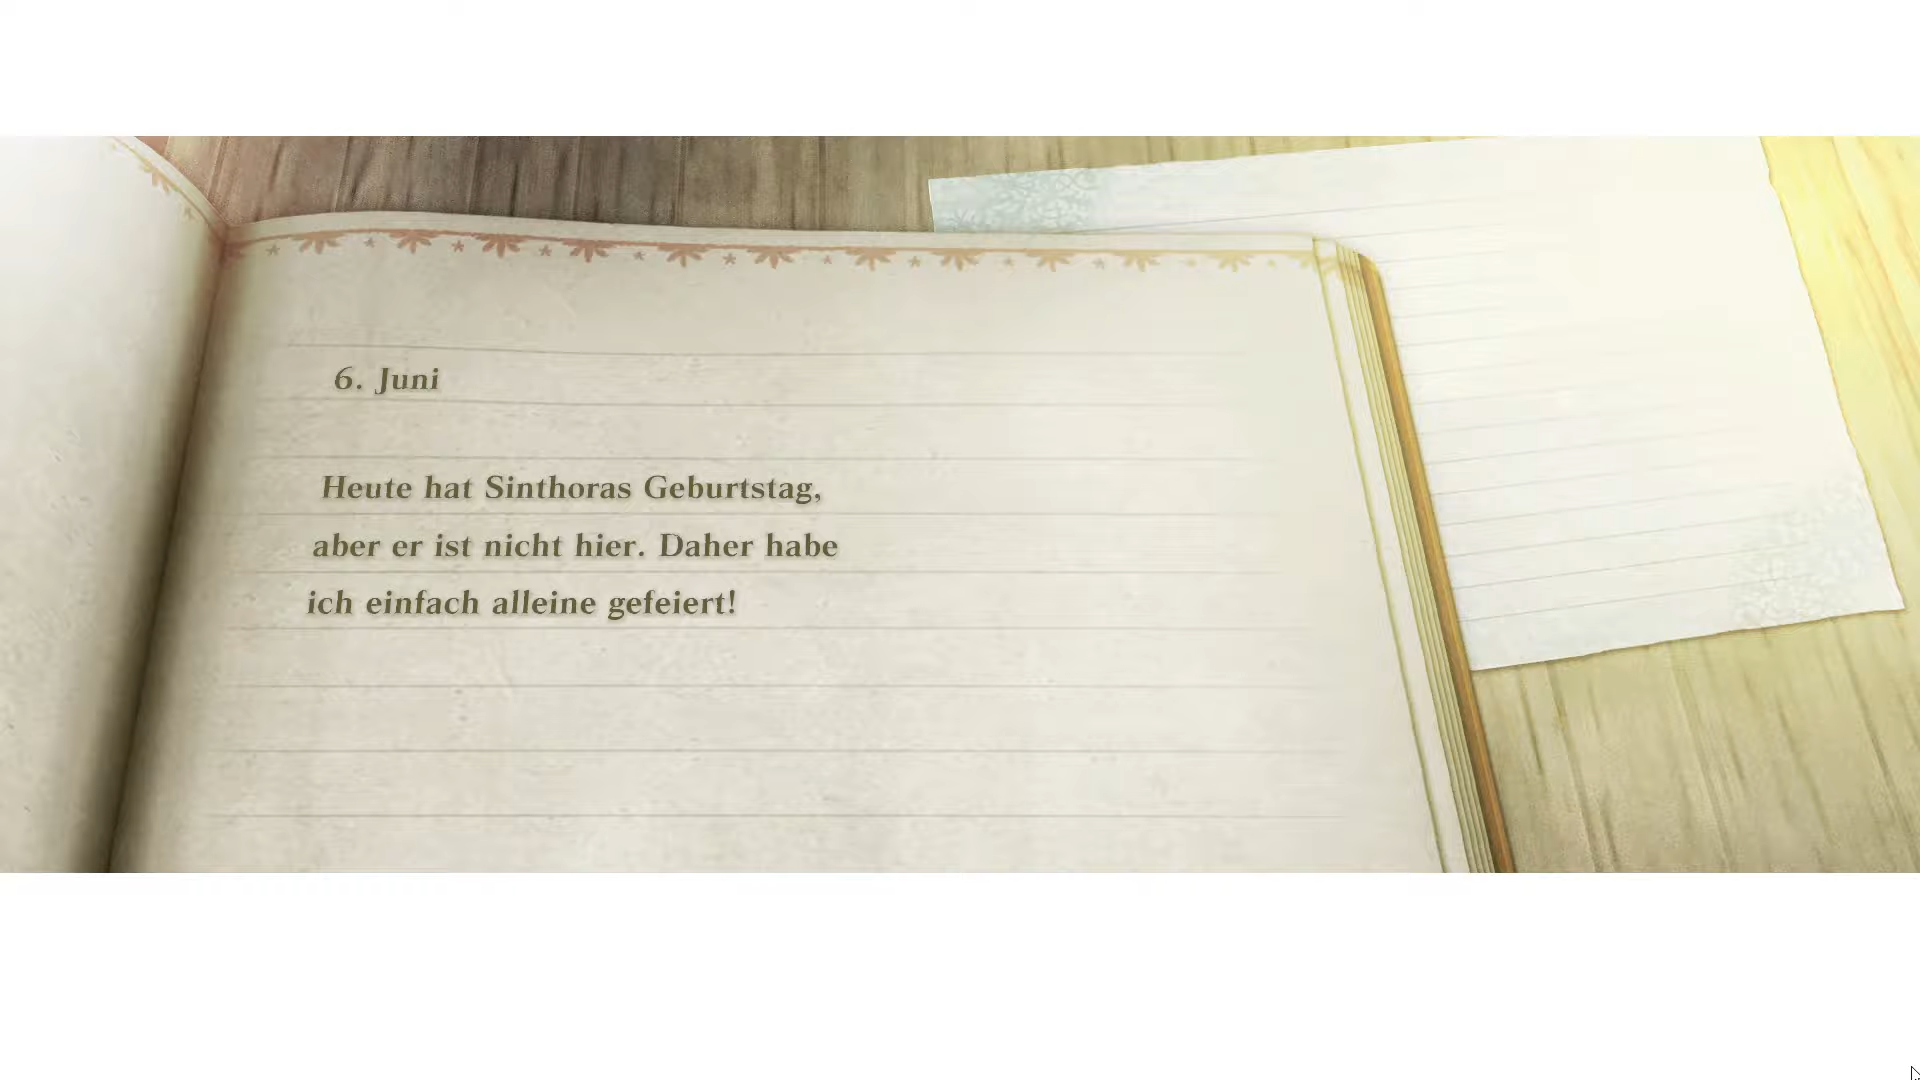 6. Juni
Heute hat Sinthoras Geburtstag,
aber er ist nicht hier. Daher habe
ich einfach alleine gefeiert!